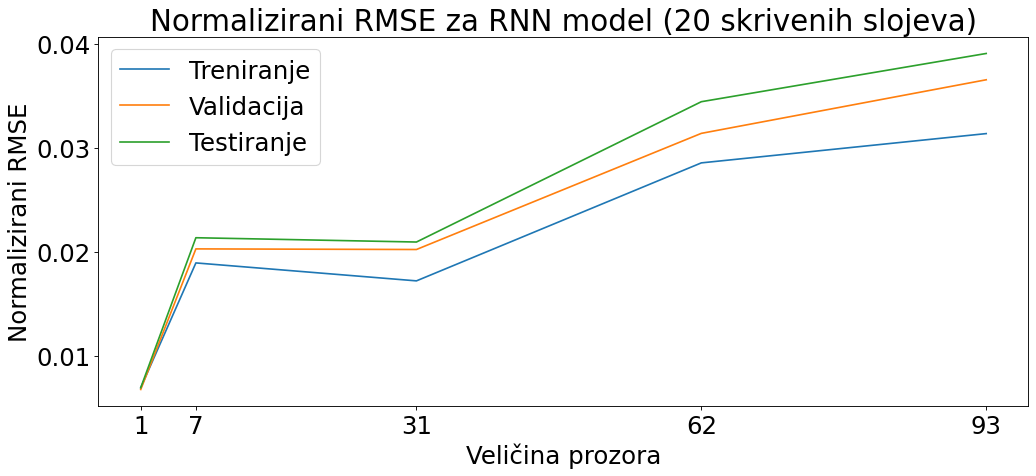 Normalizirani RMSE za RNN model (20 skrivenih slojeva)
Treniranje
Validacija
Testiranje
Normalizirani RMSE
0.04
0.03
0.02
0.01
1 7 31 62 93
Veličina prozora